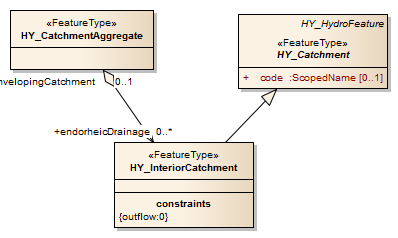 «FeatureType»
HY_CatchmentAggregate
HY_HydroFeature
«FeatureType»
HY_Catchment
+ code :ScopedName [0..1]
nvelopingCatchment 0..1
+endorheicDrainage 0..*
«FeatureType»
HY_InteriorCatchment
constraints
{outflow:0}